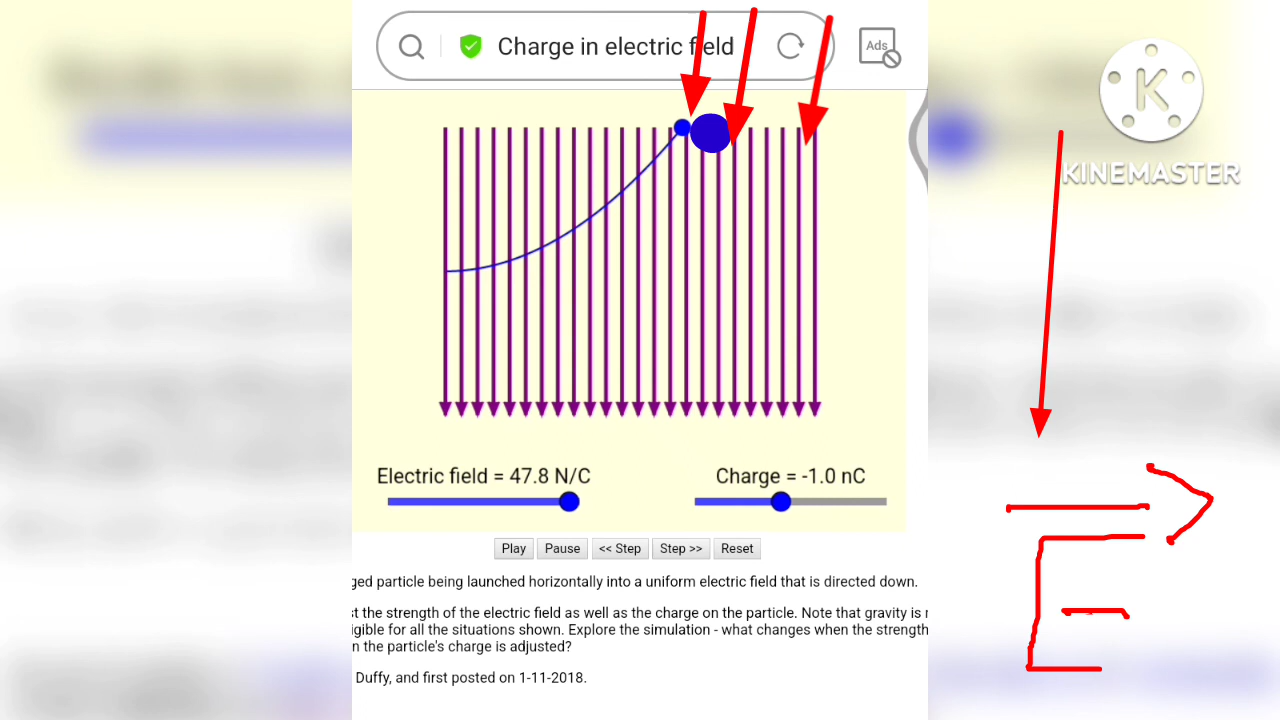 Charge in electric field
Ads
K
KINEMASTER
Electric field = 47.8 N/C
Charge = -1.0 nC
Play
Pause
<< Step
Step >>
Reset
ged particle being launched horizontally into a uniform electric field that is directed down.
st the strength of the electric field as well as the charge on the particle. Note that gravity is r
igible for all the situations shown. Explore the simulation - what changes when the strength
n the particle's charge is adjusted?
Duffy, and first posted on 1-11-2018.
E